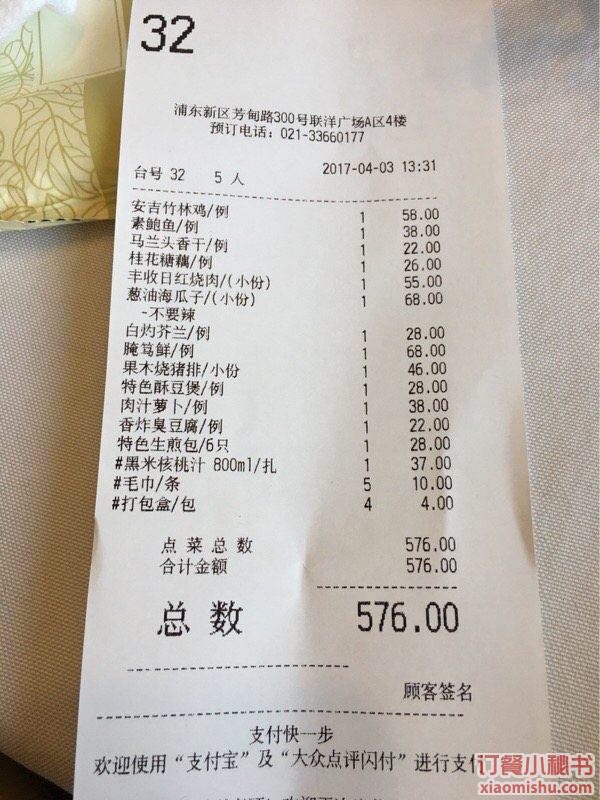 32
浦东新区芳甸路300号联洋广场A区4楼
预订电话：021-33660177
台号 32 5 人 2017-04-03 13:31
安吉竹林鸡/例 1 58.00
素鲍鱼/例 1 38.00
马兰头香干/例 1 22.00
桂花糖藕/例 1 26.00
丰收日红烧肉/(小份) 1 55.00
葱油海瓜子/(小份) 1 68.00
-不要辣
白灼芥兰/例 1 28.00
腌笃鲜/例 1 68.00
果木烧猪排/小份 1 46.00
特色酥豆煲/例 1 28.00
肉汁萝卜/例 1 38.00
香炸臭豆腐/例 1 22.00
特色生煎包/6只 1 28.00
#黑米核桃汁 800ml/扎 1 37.00
#毛巾/条 5 10.00
#打包盒/包 4 4.00
点菜总数 576.00
合计金额 576.00
总数 576.00
顾客签名
支付快一步
欢迎使用“支付宝”及“大众点评闪付”进行支付
订餐小秘书
xiaomishu.com